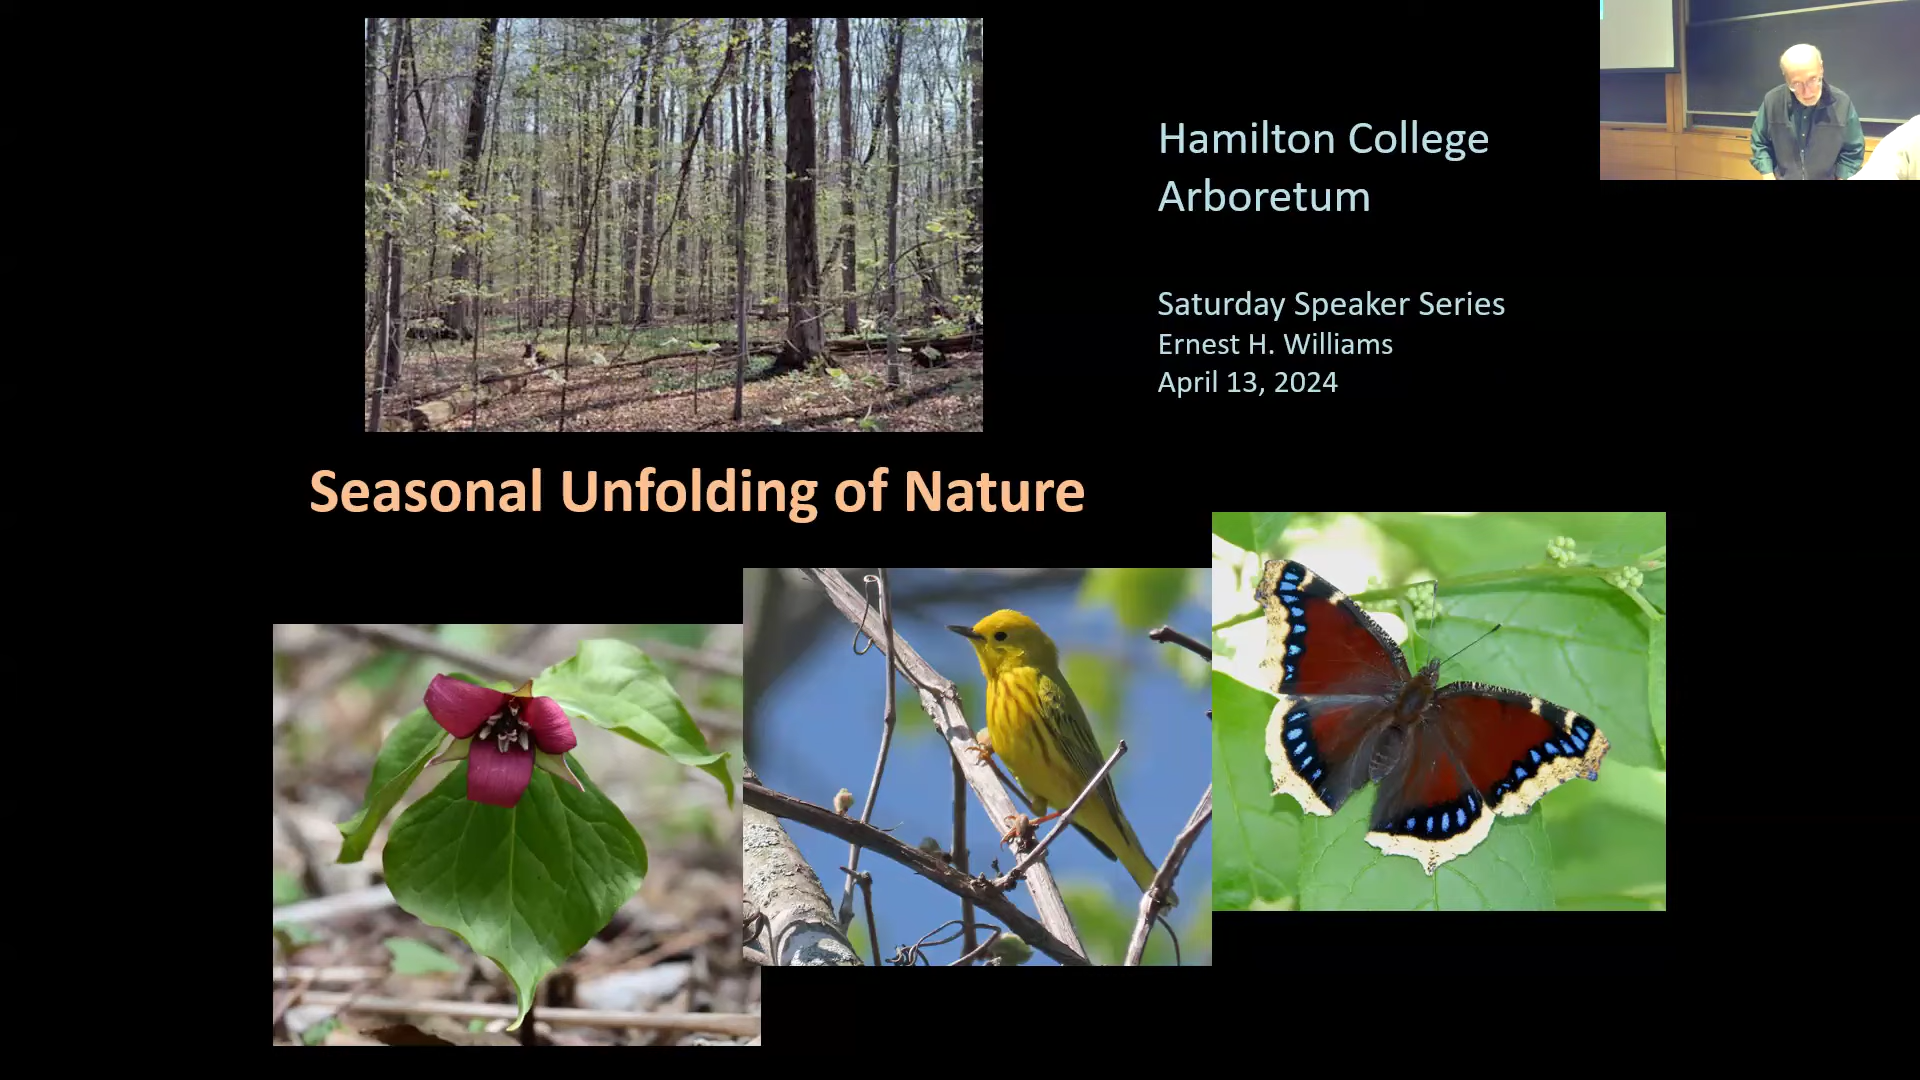 Hamilton College
Arboretum
Saturday Speaker Series
Ernest H. Williams
April 13, 2024
Seasonal Unfolding of Nature